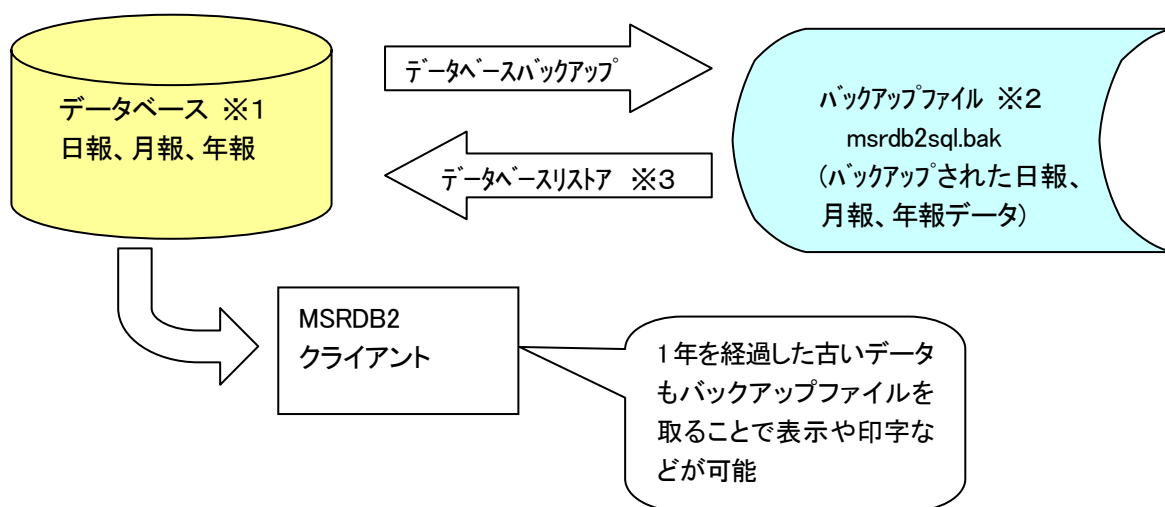 データベース ※1
日報、月報、年報
ﾃﾞｰﾀﾍﾞｰｽﾊﾞｯｸｱｯﾌﾟ
ﾃﾞｰﾀﾍﾞｰｽﾘｽﾄｱ ※3
ﾊﾞｯｸｱｯﾌﾟﾌｧｲﾙ ※2
msrdb2sql.bak
(ﾊﾞｯｸｱｯﾌﾟされた日報、
月報、年報データ)
MSRDB2
クライアント
1年を経過した古いデータ
もバックアップファイルを
取ることで表示や印字な
どが可能